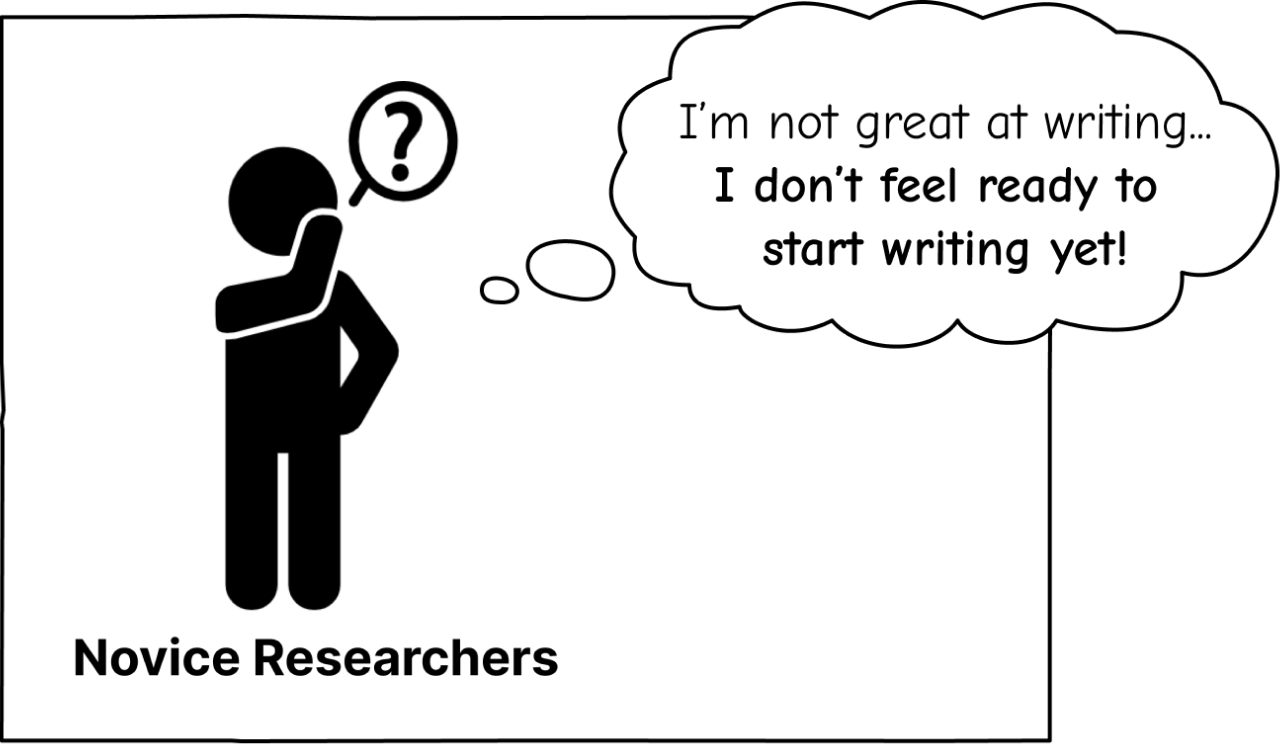 ?
I’m not great at writing...
I don’t feel ready to
start writing yet!
Novice Researchers